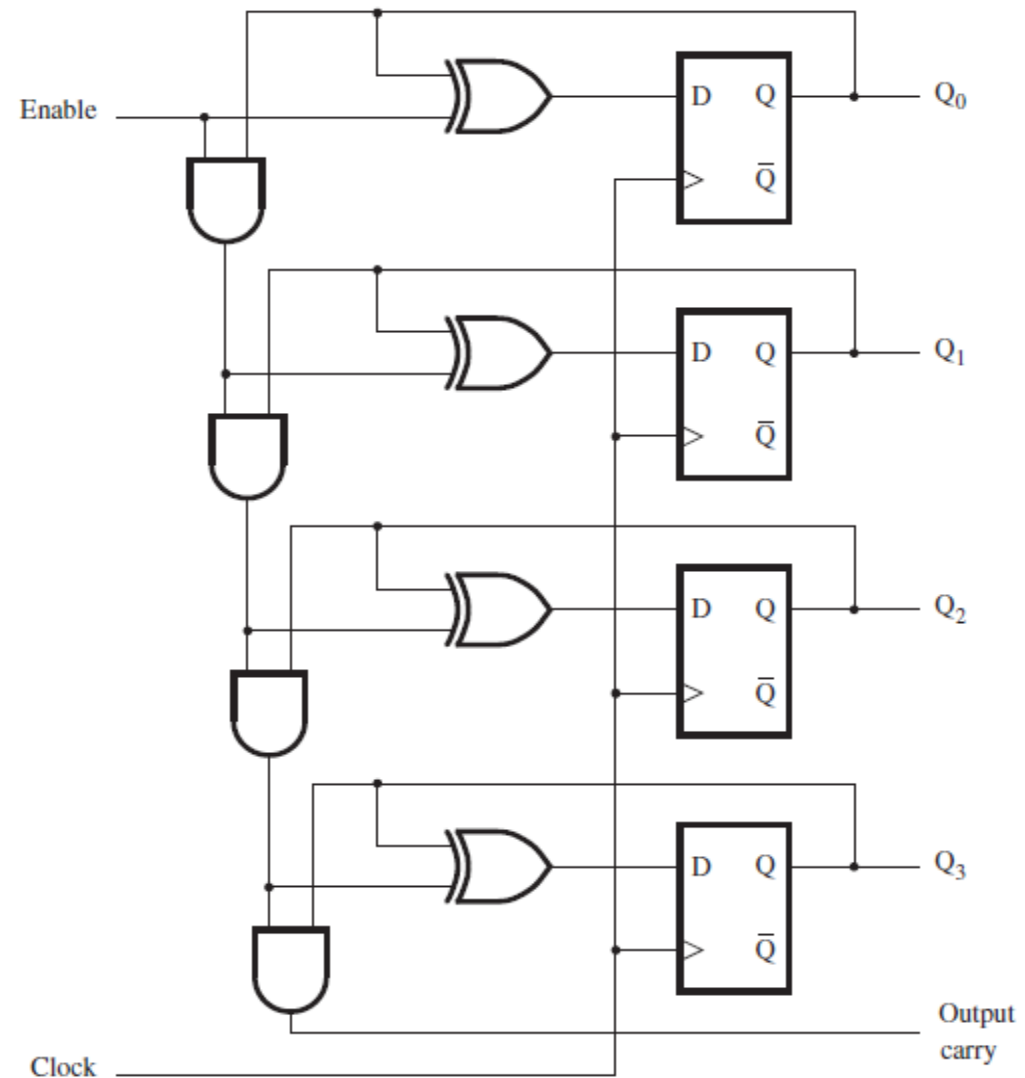 Enable
D Q
Q̅
Q₀
D Q
Q̅
Q₁
D Q
Q̅
Q₂
D Q
Q̅
Q₃
Output
carry
Clock